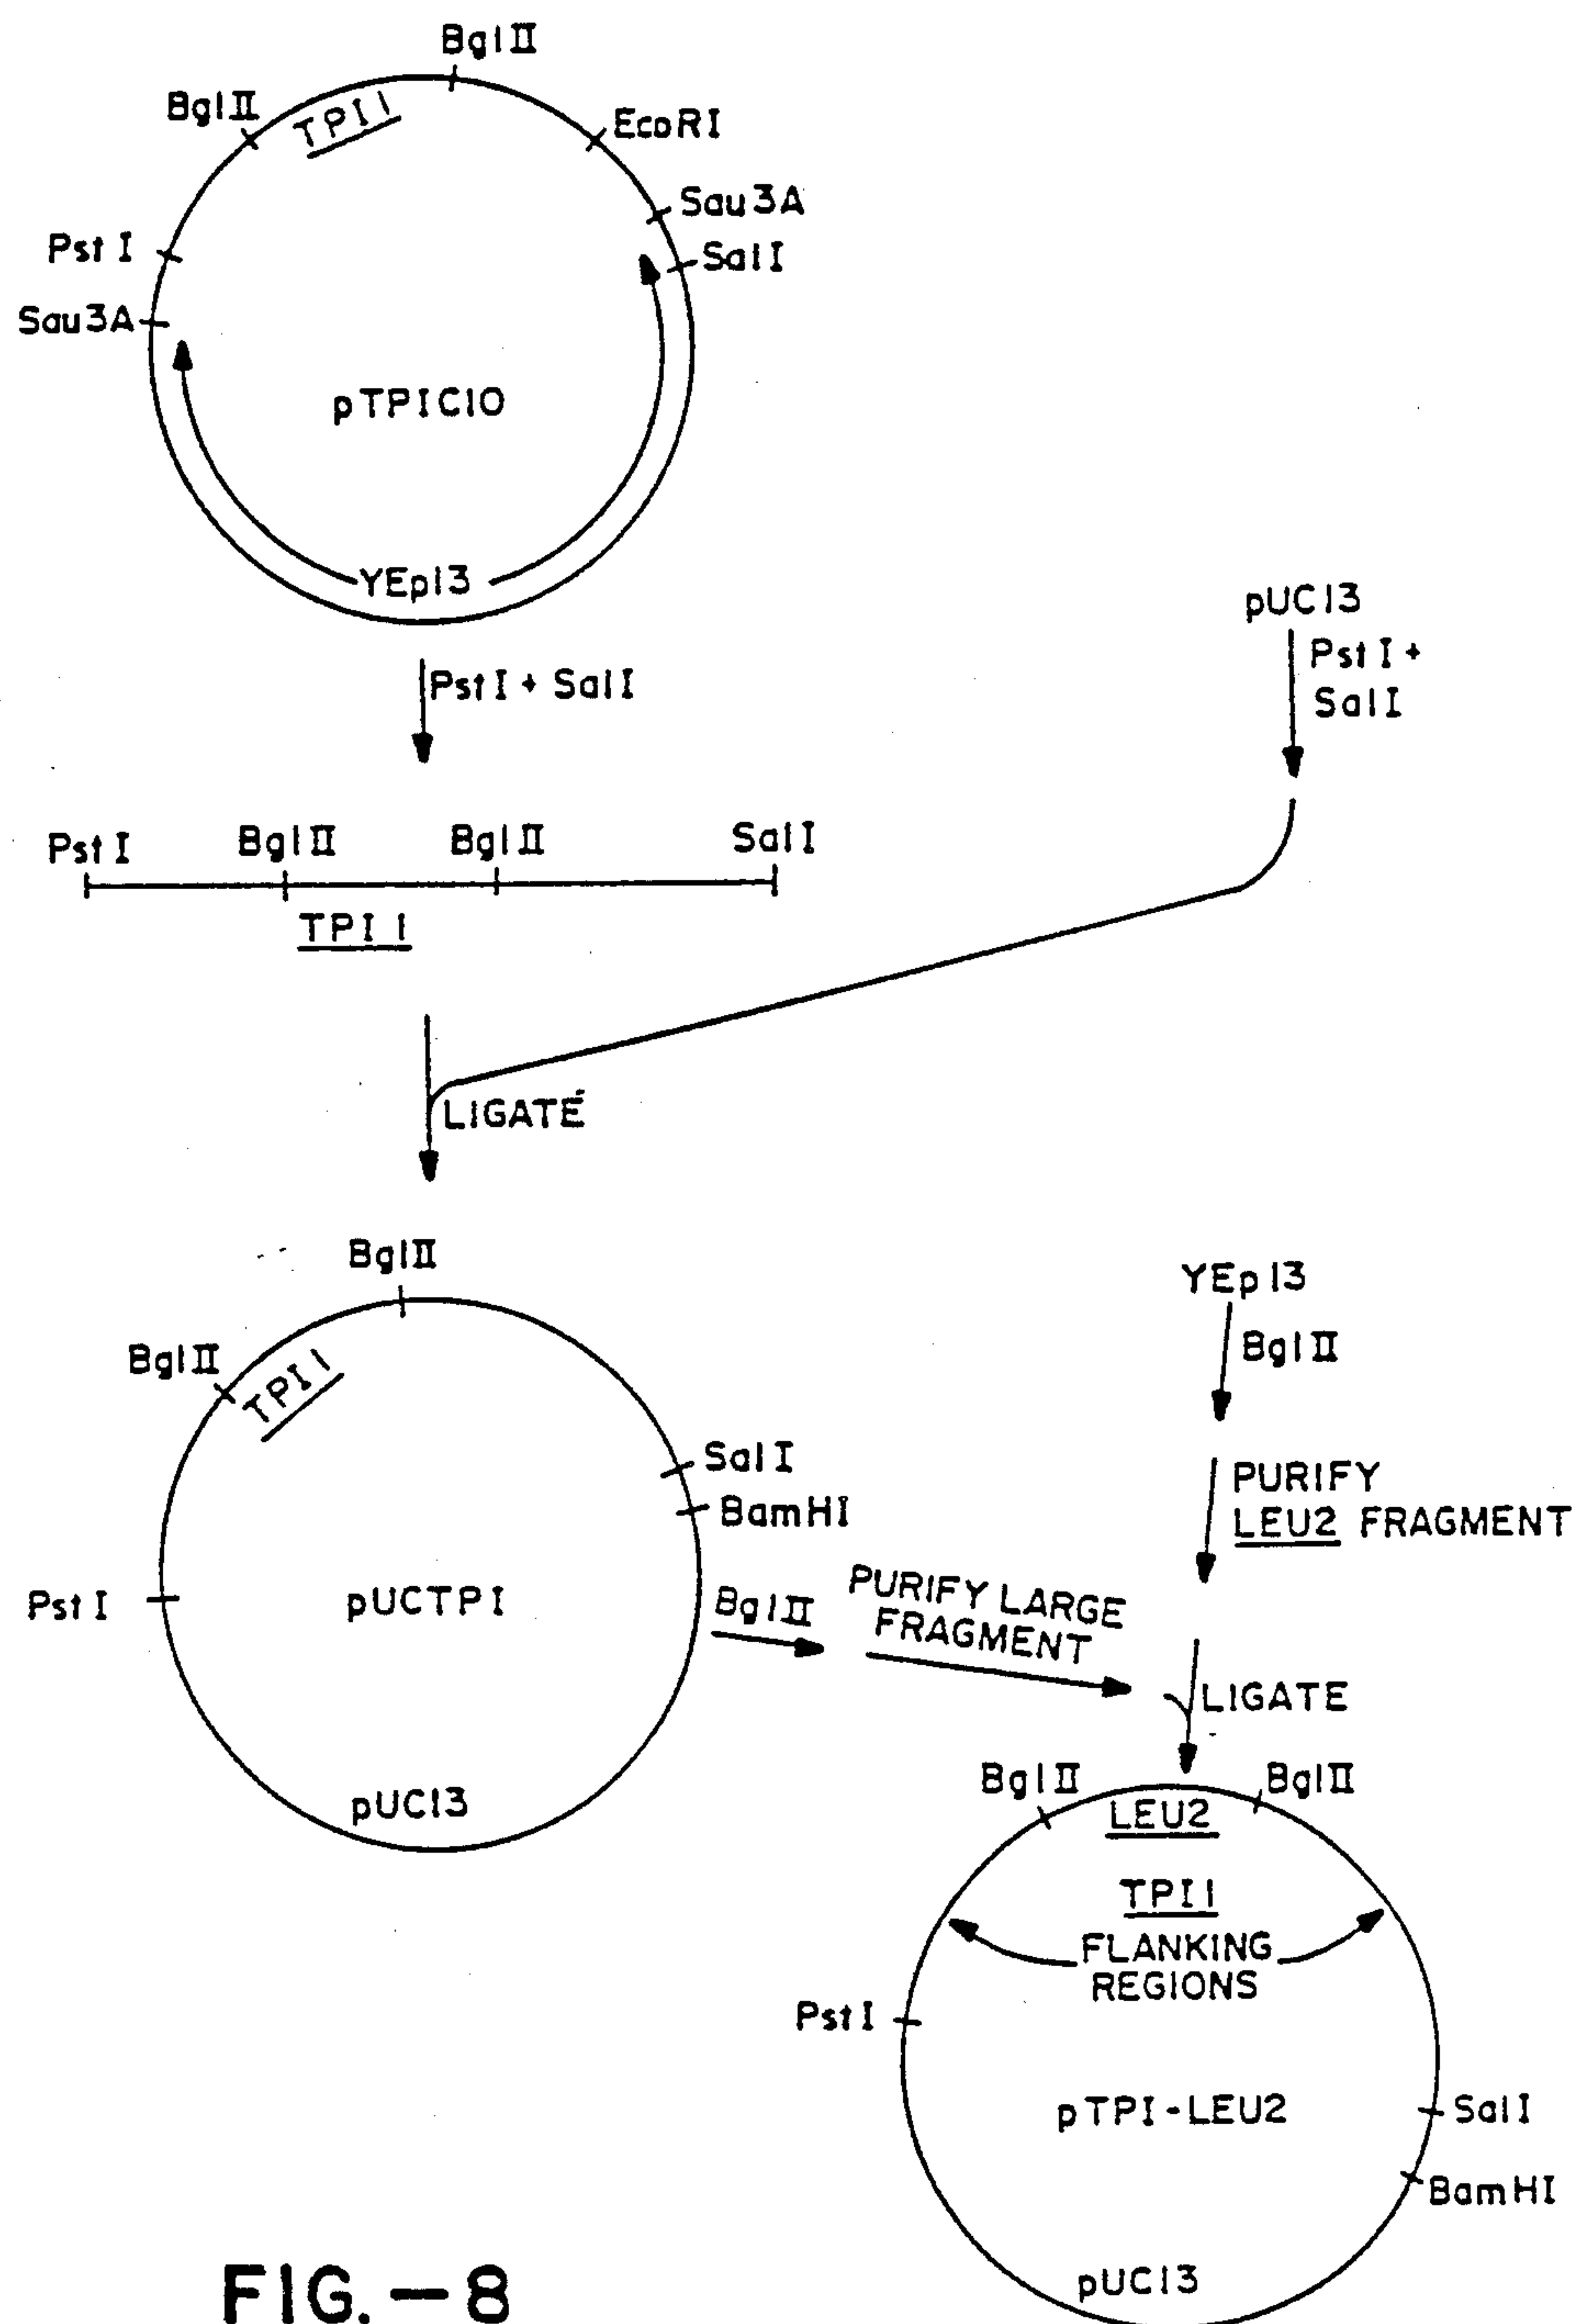 BglII
BglII
TPI1
EcoRI
Sau3A
PstI
SalI
Sau3A
pTPIC10
YEp13
pUC13
PstI +
SalI
PstI + SalI
PstI
BglII
BglII
SalI
TPI1
LIGATE
BglII
YEp13
BglII
BglII
TPI1
SalI
PURIFY
LEU2 FRAGMENT
BamHI
PstI
pUCTPI
BglII
PURIFY LARGE
FRAGMENT
LIGATE
pUC13
BglII
BglII
LEU2
TPI1
FLANKING
REGIONS
PstI
pTPI-LEU2
SalI
BamHI
pUC13
FIG.-8